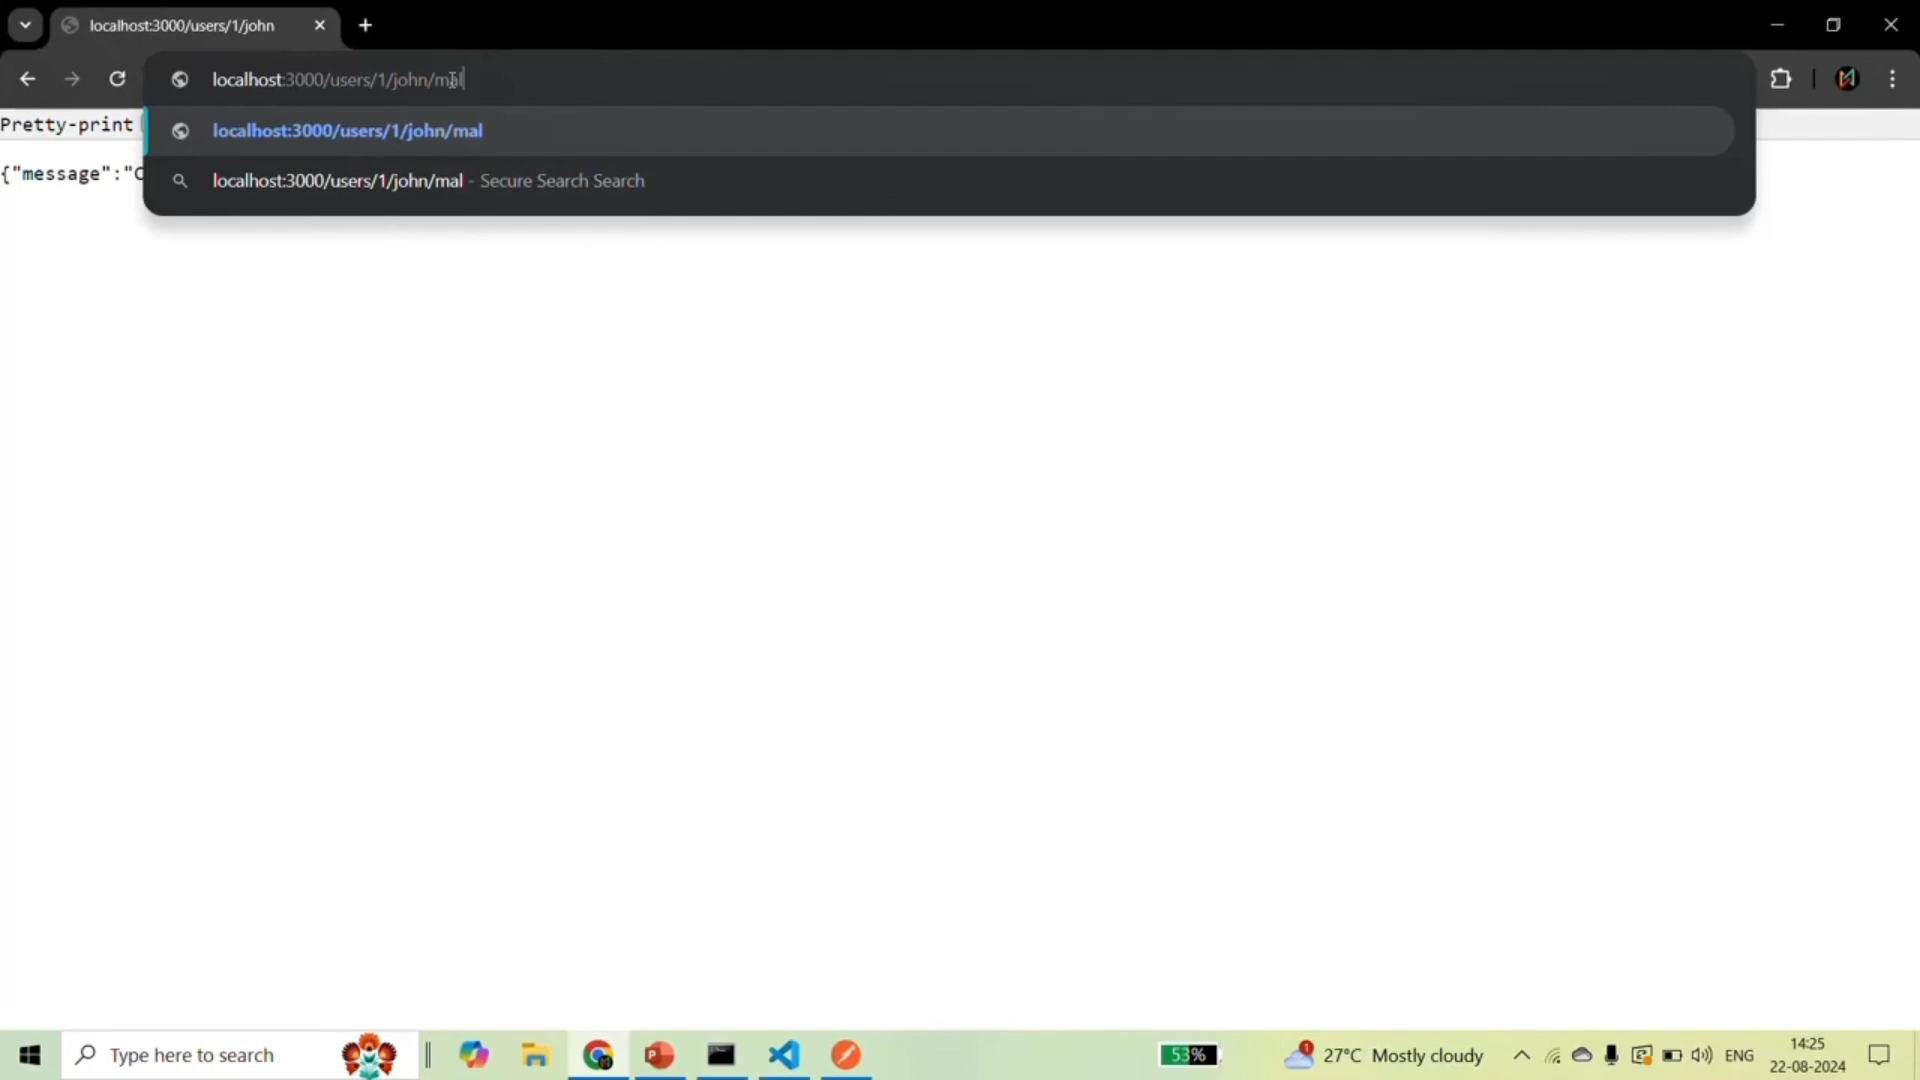 localhost:3000/users/1/john
localhost:3000/users/1/john/mal
Pretty-print
localhost:3000/users/1/john/mal
{"message":"C
localhost:3000/users/1/john/mal - Secure Search Search
Type here to search
53%
1
27°C Mostly cloudy
ENG
14:25
22-08-2024